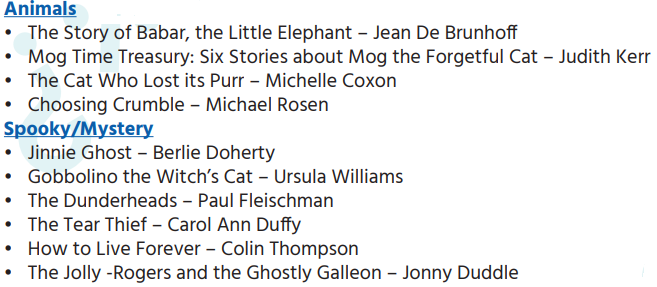 Animals
• The Story of Babar, the Little Elephant – Jean De Brunhoff
• Mog Time Treasury: Six Stories about Mog the Forgetful Cat – Judith Kerr
• The Cat Who Lost its Purr – Michelle Coxon
• Choosing Crumble – Michael Rosen
Spooky/Mystery
• Jinnie Ghost – Berlie Doherty
• Gobbolino the Witch’s Cat – Ursula Williams
• The Dunderheads – Paul Fleischman
• The Tear Thief – Carol Ann Duffy
• How to Live Forever – Colin Thompson
• The Jolly -Rogers and the Ghostly Galleon – Jonny Duddle